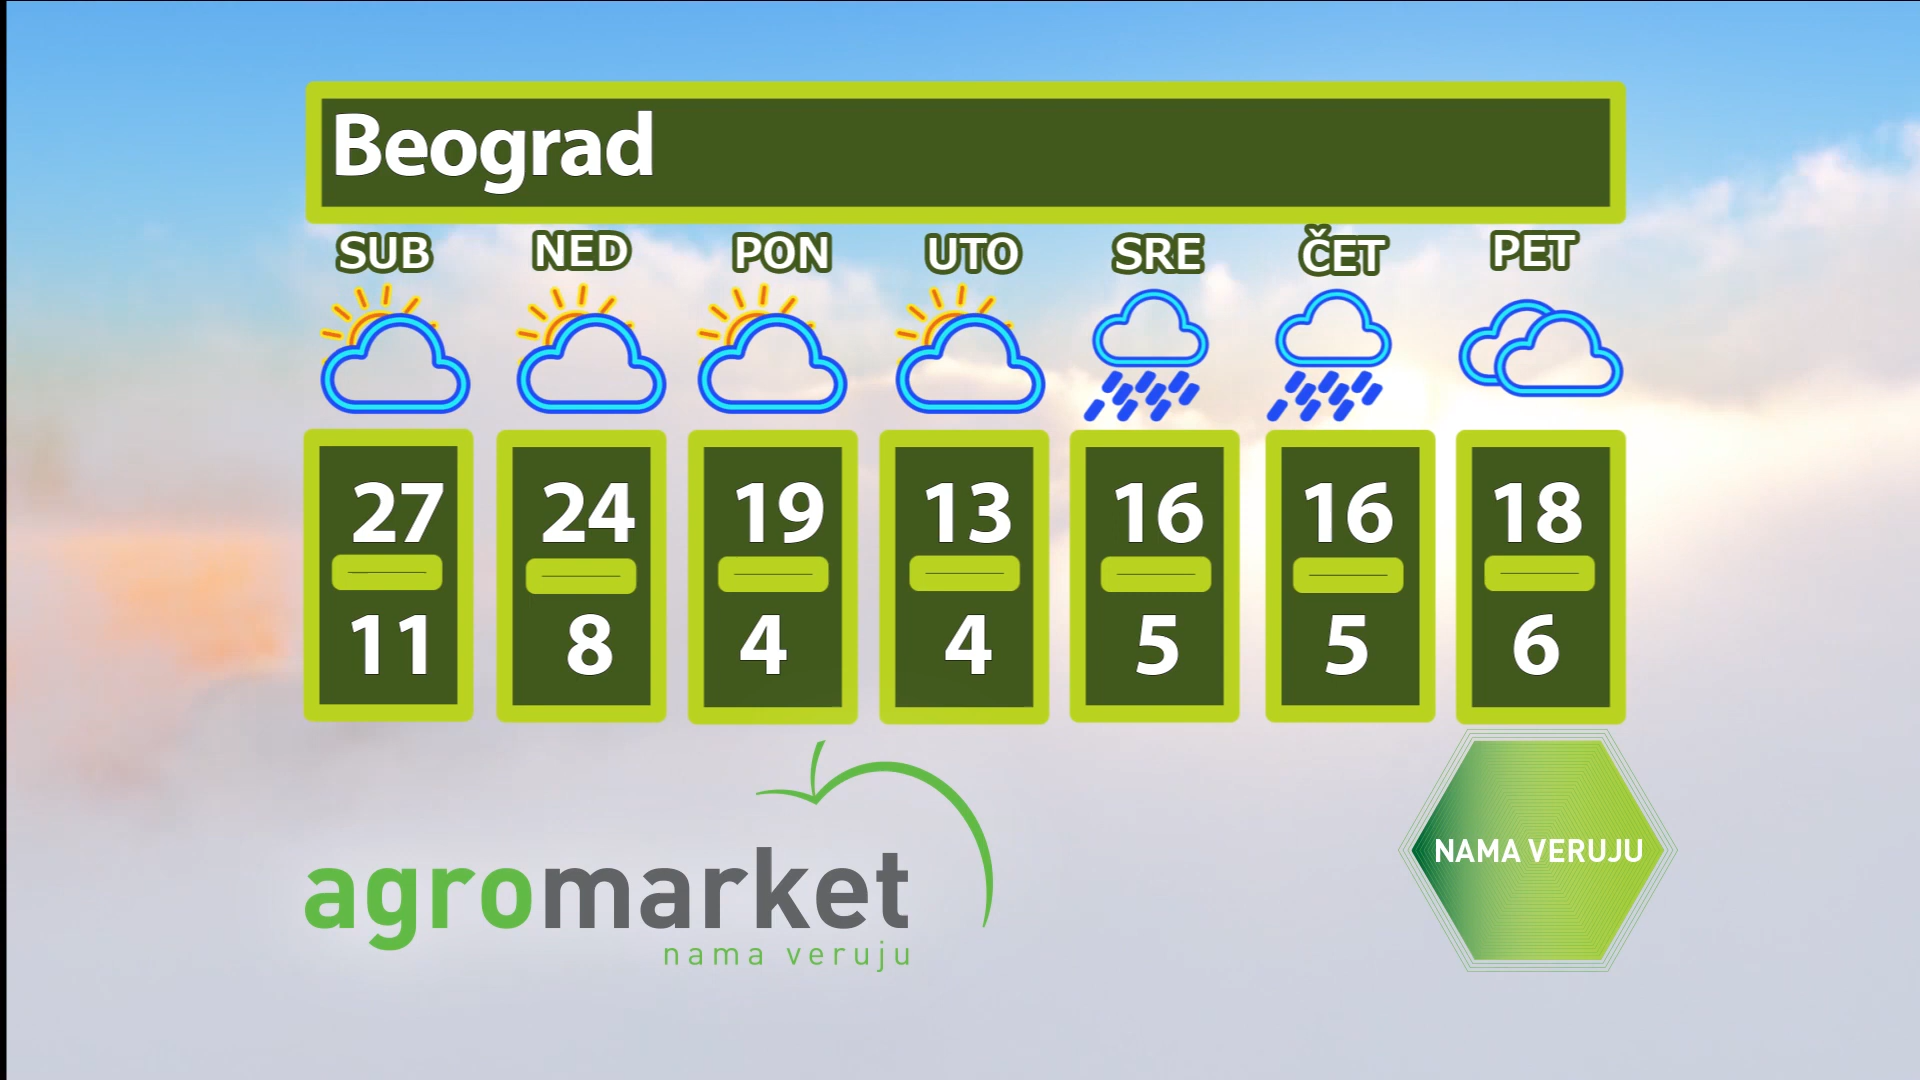 Beograd
SUB NED PON UTO SRE ČET PET
27 24 19 13 16 16 18
11 8 4 4 5 5 6
agromarket
nama veruju
NAMA VERUJU